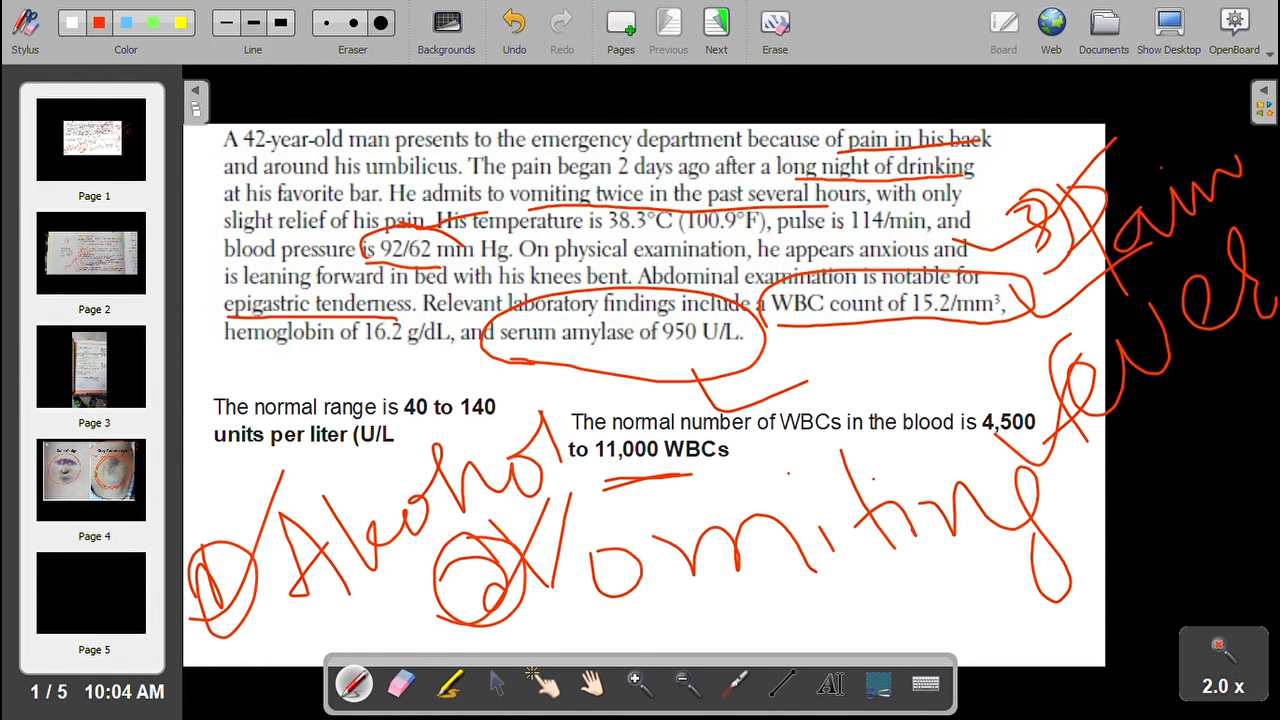 Stylus
Color
Line
Eraser
Backgrounds
Undo
Redo
Pages
Previous
Next
Erase
Board
Web
Documents
Show Desktop
OpenBoard
A 42-year-old man presents to the emergency department because of pain in his back
and around his umbilicus. The pain began 2 days ago after a long night of drinking
at his favorite bar. He admits to vomiting twice in the past several hours, with only
slight relief of his pain. His temperature is 38.3°C (100.9°F), pulse is 114/min, and
blood pressure is 92/62 mm Hg. On physical examination, he appears anxious and
is leaning forward in bed with his knees bent. Abdominal examination is notable for
epigastric tenderness. Relevant laboratory findings include a WBC count of 15.2/mm³,
hemoglobin of 16.2 g/dL, and serum amylase of 950 U/L.
The normal range is 40 to 140
units per liter (U/L
The normal number of WBCs in the blood is 4,500
to 11,000 WBCs
1) Alcohol
2) Vomiting
3) Pain
fever
Page 1
Page 2
Page 3
Page 4
Page 5
1 / 5 10:04 AM
2.0 x